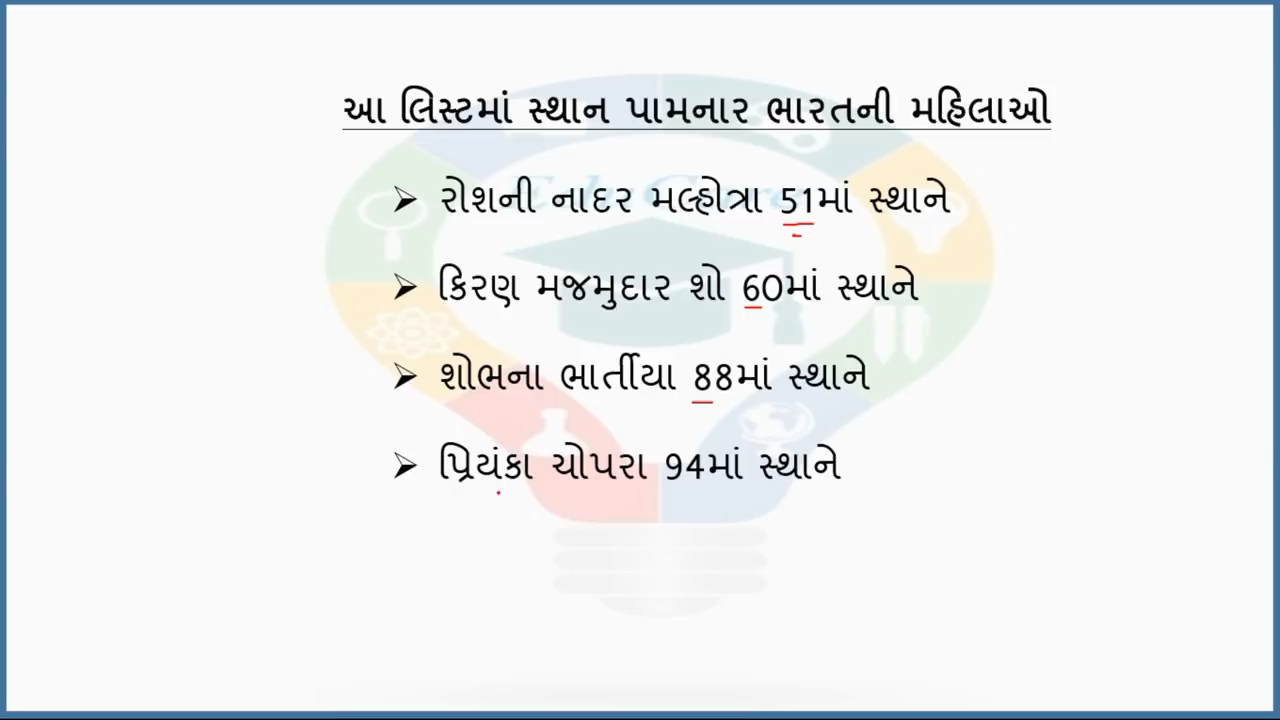 આ લિસ્ટમાં સ્થાન પામનાર ભારતની મહિલાઓ
➢ રોશની નાદર મલ્હોત્રા 51માં સ્થાને
➢ કિરણ મજમુદાર શો 60માં સ્થાને
➢ શોભના ભાર્તીયા 88માં સ્થાને
➢ પ્રિયંકા ચોપરા 94માં સ્થાને